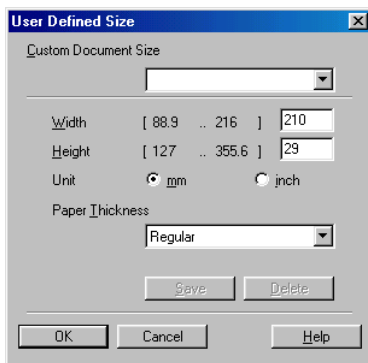 User Defined Size
Custom Document Size
Width [ 88.9 .. 216 ] 210
Height [ 127 .. 355.6 ] 29
Unit mm inch
Paper Thickness
Regular
Save Delete
OK Cancel Help